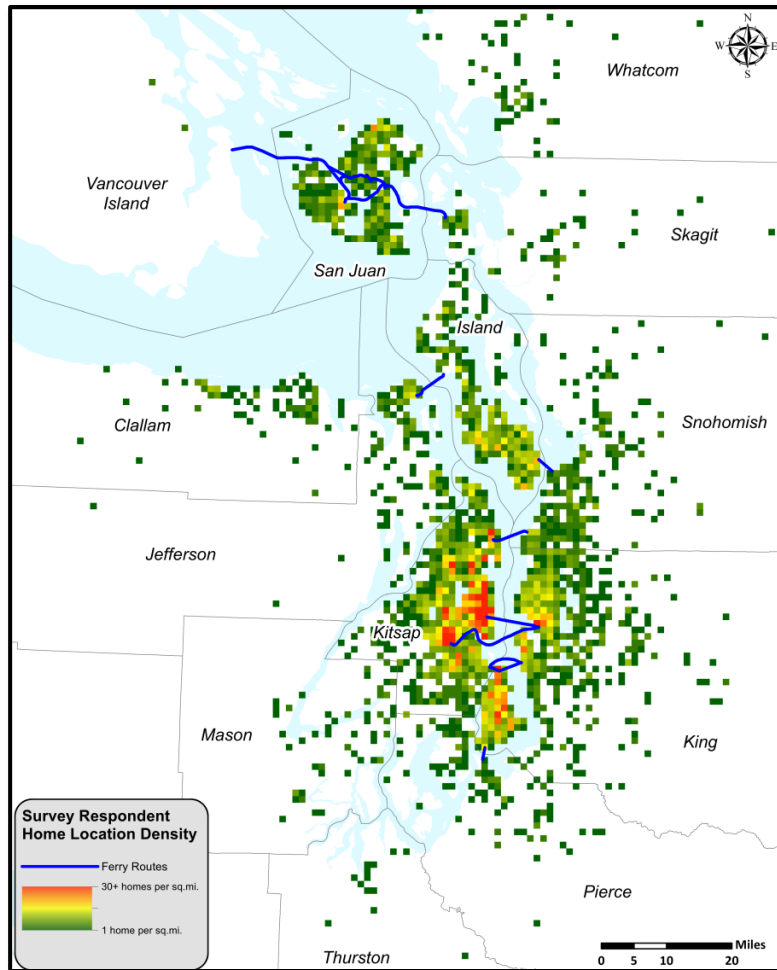 N
W E
S
Whatcom
Vancouver
Island
Skagit
San Juan
Island
Clallam
Snohomish
Jefferson
Kitsap
Mason
King
Survey Respondent
Home Location Density
Ferry Routes
30+ homes per sq.mi.
1 home per sq.mi.
Pierce
Thurston
Miles
0 5 10 20